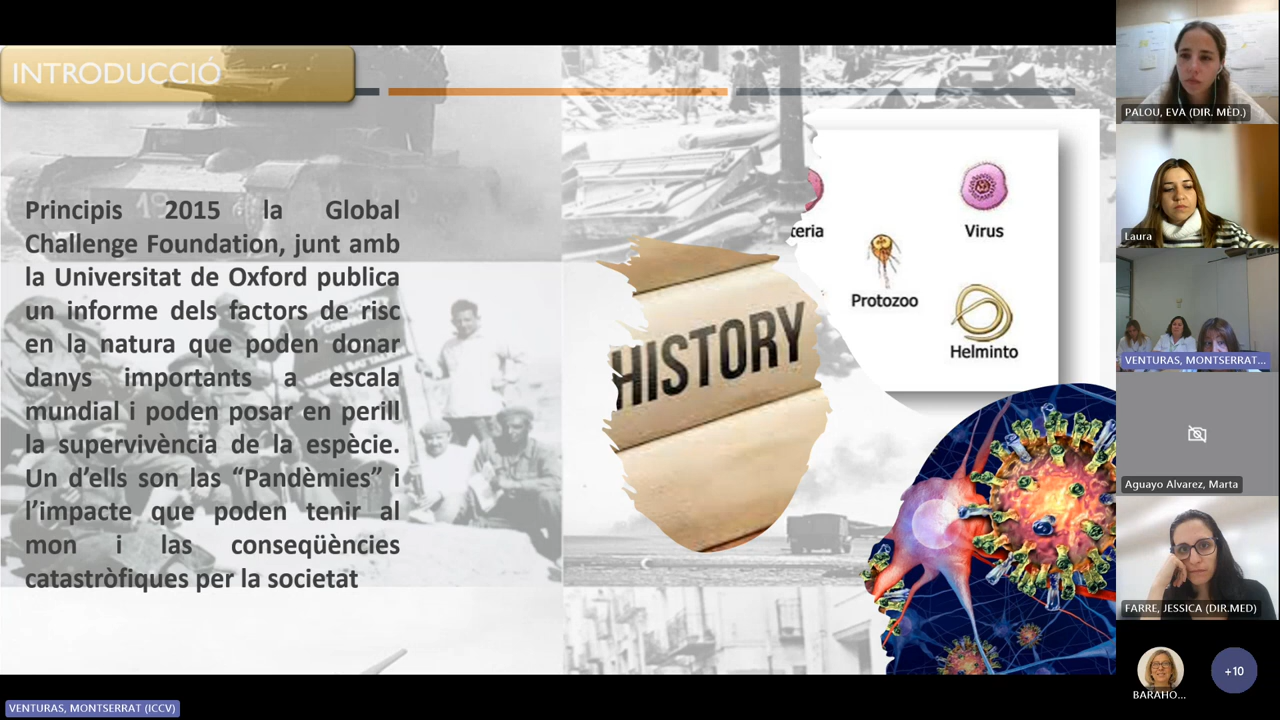 INTRODUCCIÓ
Principis 2015 la Global
Challenge Foundation, junt amb
la Universitat de Oxford publica
un informe dels factors de risc
en la natura que poden donar
danys importants a escala
mundial i poden posar en perill
la supervivència de la espècie.
Un d’ells son las “Pandèmies” i
l’impacte que poden tenir al
mon i las conseqüències
catastròfiques per la societat
HISTORY
teria
Virus
Protozoo
Helminto
PALOU, EVA (DIR. MÈD.)
Laura
VENTURAS, MONTSERRAT...
Aguayo Alvarez, Marta
FARRE, JESSICA (DIR.MED)
BARAHO...
+10
VENTURAS, MONTSERRAT (ICCV)